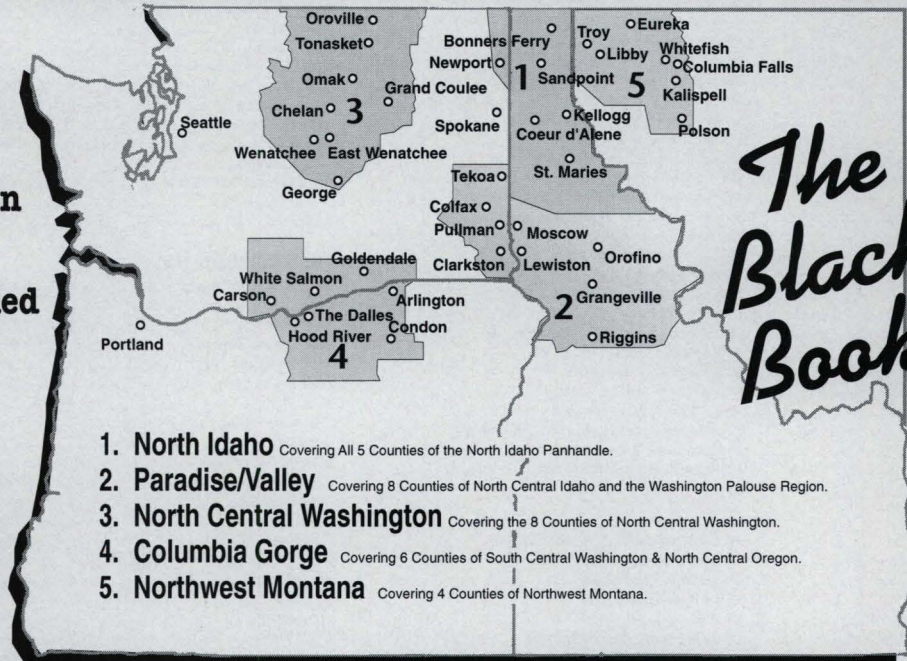 Oroville
Tonasket
Omak
Grand Coulee
Chelan
3
Wenatchee
East Wenatchee
George
Seattle
Bonners Ferry
Newport
1
Sandpoint
Spokane
Kellogg
Coeur d'Alene
St. Maries
Troy
Eureka
Libby
Whitefish
Columbia Falls
5
Kalispell
Polson
Tekoa
Colfax
Pullman
Moscow
Clarkston
Lewiston
Orofino
Grangeville
2
Riggins
Goldendale
White Salmon
Carson
Arlington
The Dalles
Hood River
Condon
4
Portland
The
Black
Book
1. North Idaho Covering All 5 Counties of the North Idaho Panhandle.
2. Paradise/Valley Covering 8 Counties of North Central Idaho and the Washington Palouse Region.
3. North Central Washington Covering the 8 Counties of North Central Washington.
4. Columbia Gorge Covering 6 Counties of South Central Washington & North Central Oregon.
5. Northwest Montana Covering 4 Counties of Northwest Montana.